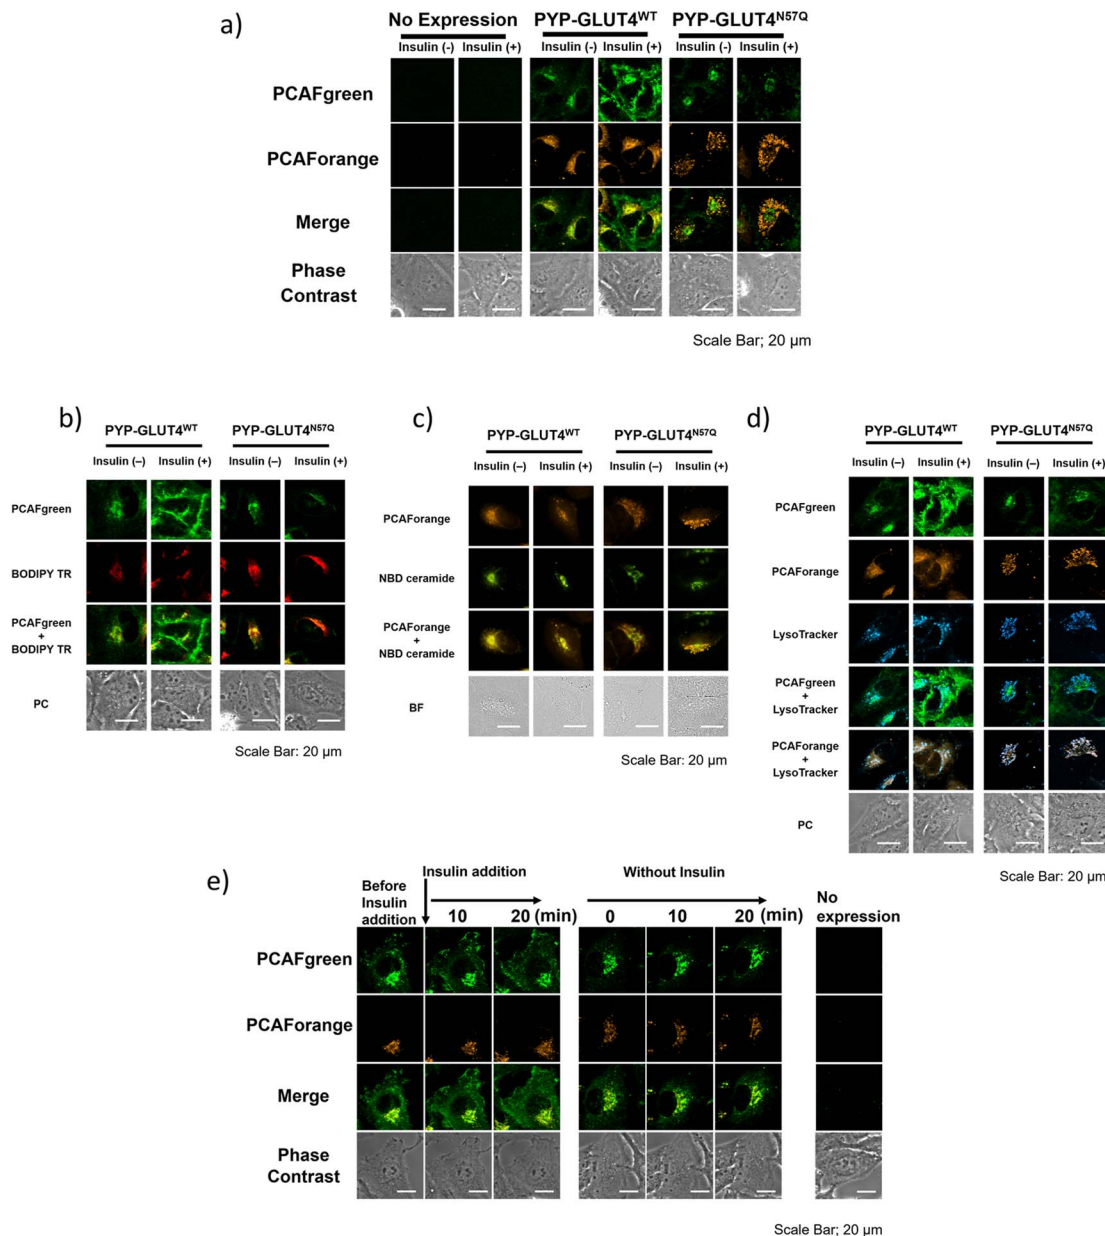 a)
No Expression PYP-GLUT4WT PYP-GLUT4N57Q
Insulin (-) Insulin (+) Insulin (-) Insulin (+) Insulin (-) Insulin (+)
PCAFgreen
PCAForange
Merge
Phase
Contrast
Scale Bar; 20 μm
b)
PYP-GLUT4WT PYP-GLUT4N57Q
Insulin (–) Insulin (+) Insulin (–) Insulin (+)
PCAFgreen
BODIPY TR
PCAFgreen
+
BODIPY TR
PC
Scale Bar: 20 μm
c)
PYP-GLUT4WT PYP-GLUT4N57Q
Insulin (–) Insulin (+) Insulin (–) Insulin (+)
PCAForange
NBD ceramide
PCAForange
+
NBD ceramide
BF
Scale Bar: 20 μm
d)
PYP-GLUT4WT PYP-GLUT4N57Q
Insulin (–) Insulin (+) Insulin (–) Insulin (+)
PCAFgreen
PCAForange
LysoTracker
PCAFgreen
+
LysoTracker
PCAForange
+
LysoTracker
PC
Scale Bar: 20 μm
e)
Before
Insulin
addition
Insulin addition
10 20 (min)
Without Insulin
0 10 20 (min)
No
expression
PCAFgreen
PCAForange
Merge
Phase
Contrast
Scale Bar; 20 μm